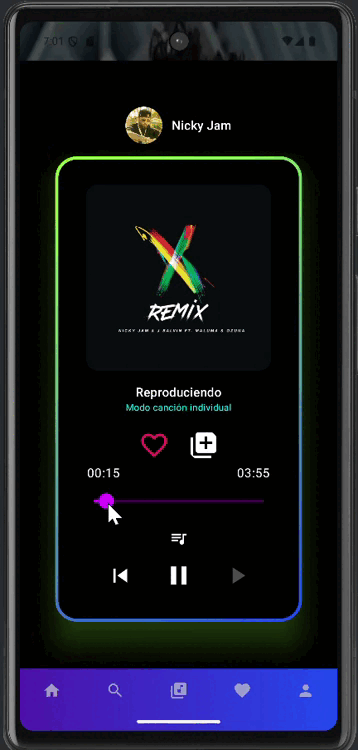 7:01
Nicky Jam
X
REMIX
NICKY JAM X J BALVIN FT. MALUMA & OZUNA
Reproduciendo
Modo canción individual
00:15
03:55